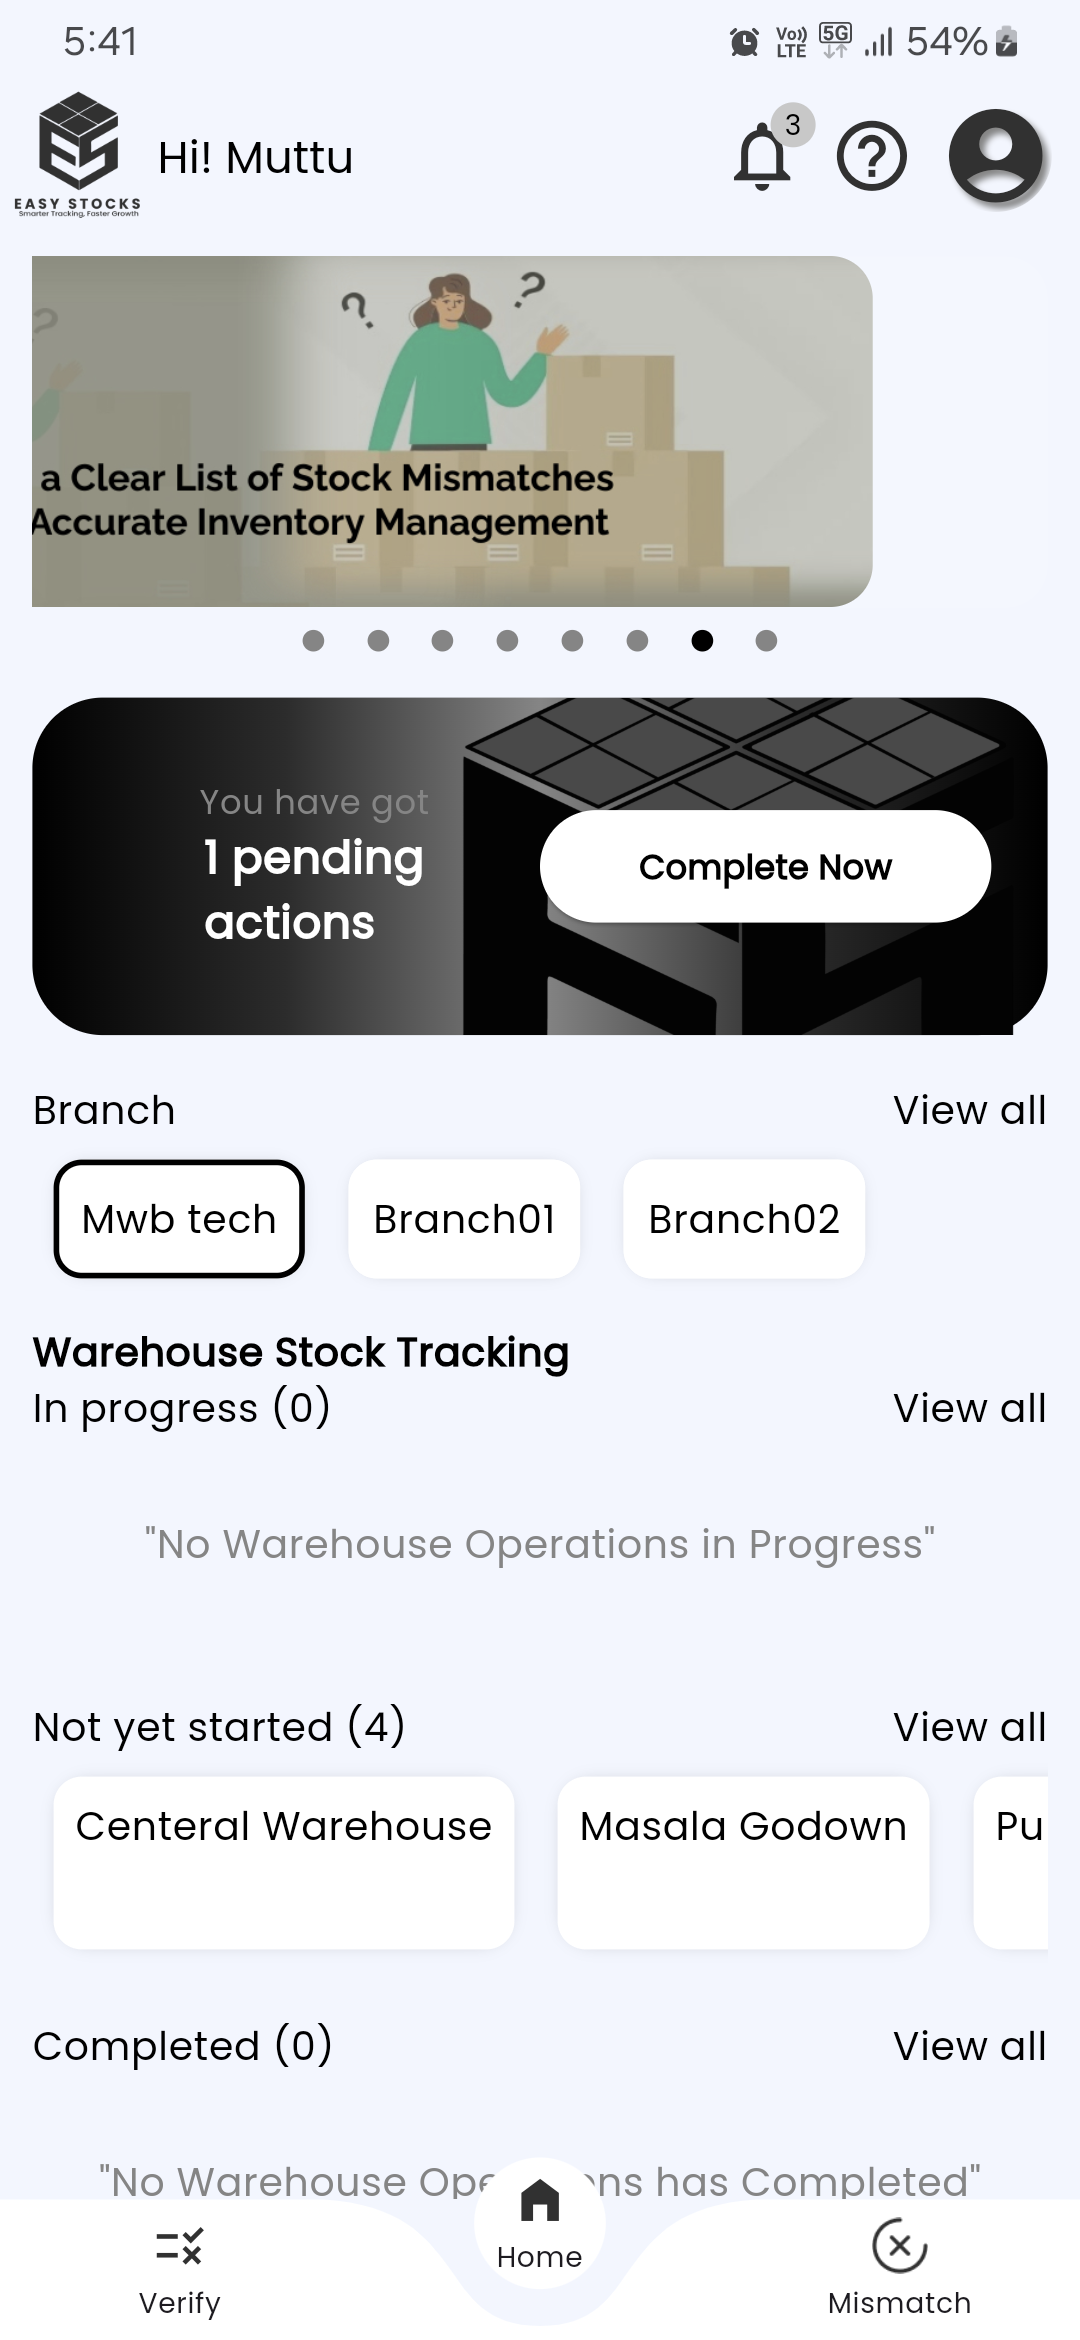 5:41
Vo))
LTE
5G
54%
EASY STOCKS
Smarter Tracking, Faster Growth
Hi! Muttu
3
?
? ?
a Clear List of Stock Mismatches
Accurate Inventory Management
You have got
1 pending
actions
Complete Now
Branch
View all
Mwb tech
Branch01
Branch02
Warehouse Stock Tracking
In progress (0)
View all
"No Warehouse Operations in Progress"
Not yet started (4)
View all
Centeral Warehouse
Masala Godown
Pu
Completed (0)
View all
"No Warehouse Ope ns has Completed"
Verify
Home
Mismatch